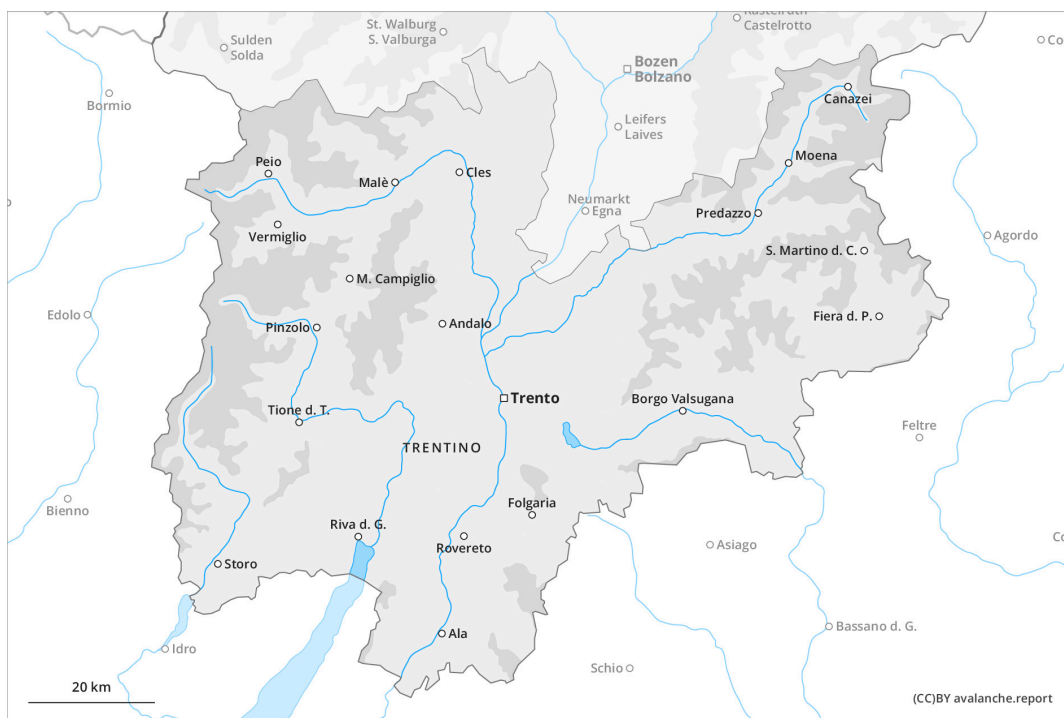 St. Walburg
S. Valburga
Kastelruth
Castelrotto
Sulden
Solda
Bozen
Bolzano
Bormio
Canazei
Leifers
Laives
Moena
Peio
Malè
Cles
Neumarkt
Egna
Predazzo
Vermiglio
Agordo
S. Martino d. C.
M. Campiglio
Edolo
Pinzolo
Andalo
Fiera d. P.
Trento
Borgo Valsugana
Tione d. T.
Feltre
TRENTINO
Bienno
Folgaria
Riva d. G.
Rovereto
Asiago
Storo
Ala
Bassano d. G.
Idro
Schio
20 km
(CC)BY avalanche.report